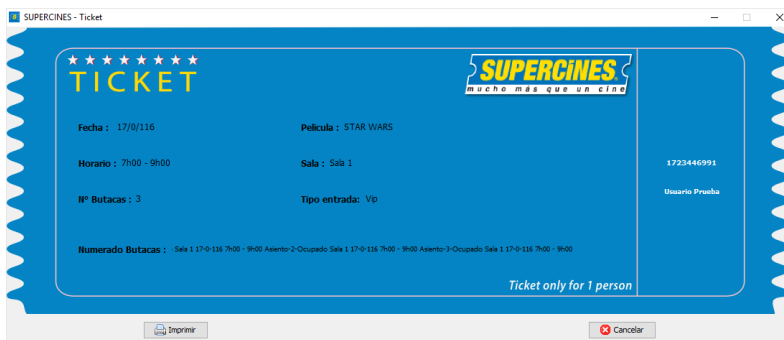 SUPERCINES - Ticket
TICKET
SUPERCINES.
mucho más que un cine
Fecha : 17/0/116
Pelicula : STAR WARS
Horario : 7h00 - 9h00
Sala : Sala 1
1723446991
Nº Butacas : 3
Tipo entrada: Vip
Usuario Prueba
Numerado Butacas : - Sala 1 17-0-116 7h00 - 9h00 Asiento-2-Ocupado Sala 1 17-0-116 7h00 - 9h00 Asiento-3-Ocupado Sala 1 17-0-116 7h00 - 9h00
Ticket only for 1 person
Imprimir
Cancelar